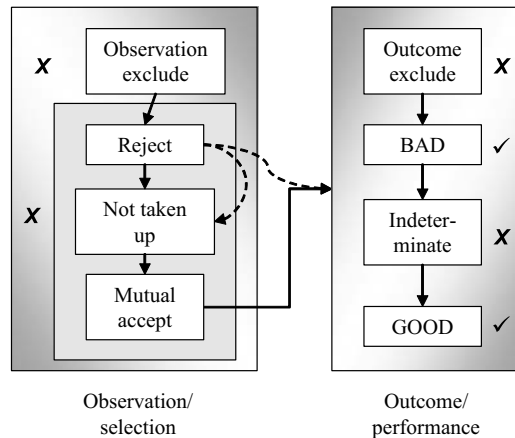 X
Observation
exclude
Reject
X
Not taken
up
Mutual
accept
Observation/
selection
Outcome
exclude
X
BAD
✓
Indeter-
minate
X
GOOD
✓
Outcome/
performance